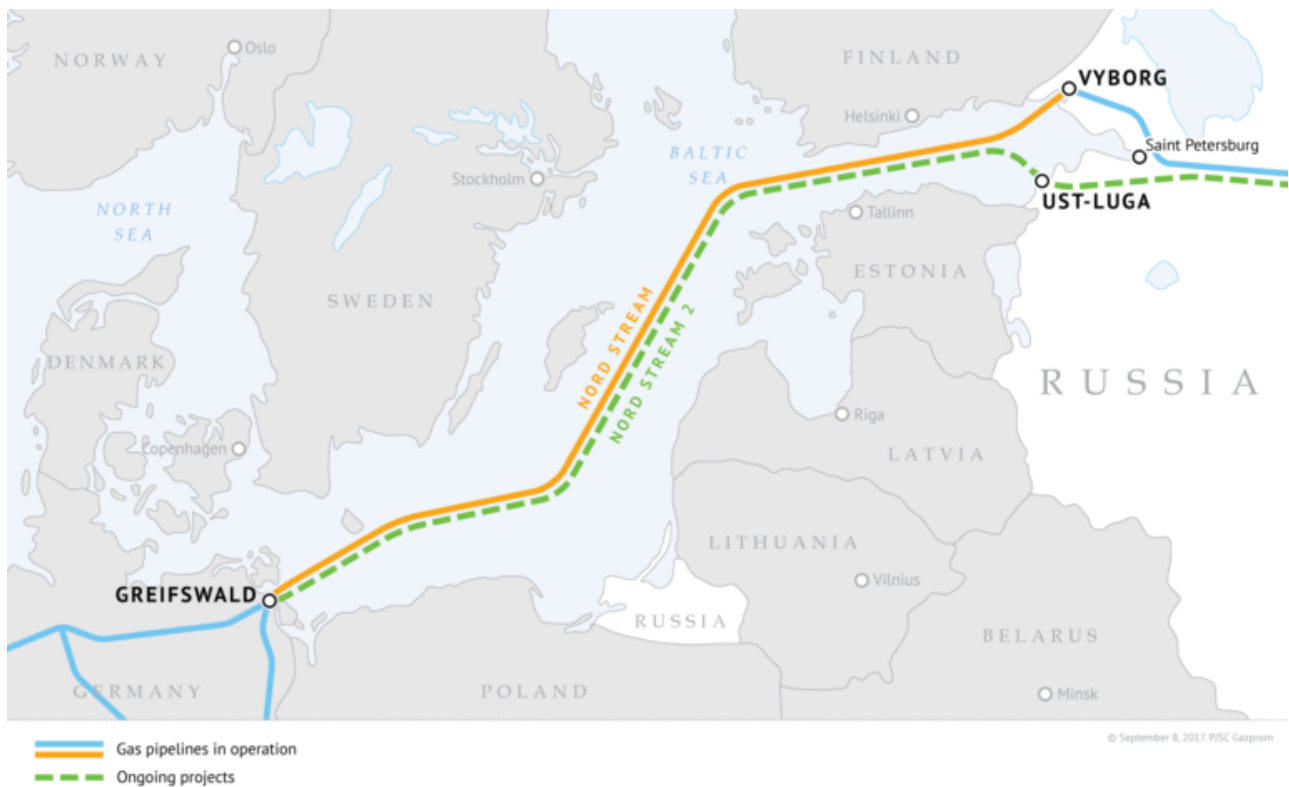 NORWAY
Oslo
FINLAND
VYBORG
Helsinki
Saint Petersburg
BALTIC
SEA
Stockholm
UST-LUGA
NORTH
SEA
Tallinn
ESTONIA
SWEDEN
NORD STREAM
NORD STREAM 2
DENMARK
RUSSIA
Riga
Copenhagen
LATVIA
LITHUANIA
Vilnius
GREIFSWALD
RUSSIA
BELARUS
GERMANY
POLAND
Minsk
© September 8, 2017, PJSC Gazprom
Gas pipelines in operation
Ongoing projects